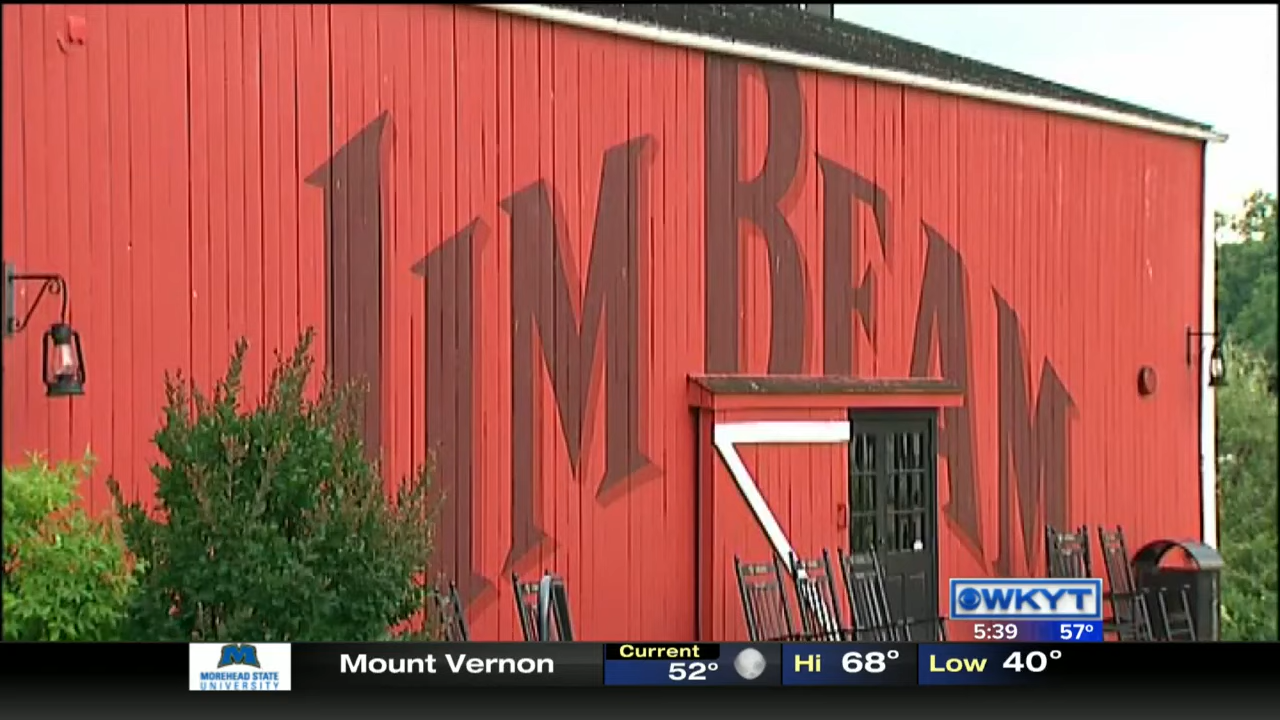 JIM BEAM
WKYT
5:39 57°
M
MOREHEAD STATE
UNIVERSITY
Mount Vernon
Current
52°
Hi 68°
Low 40°